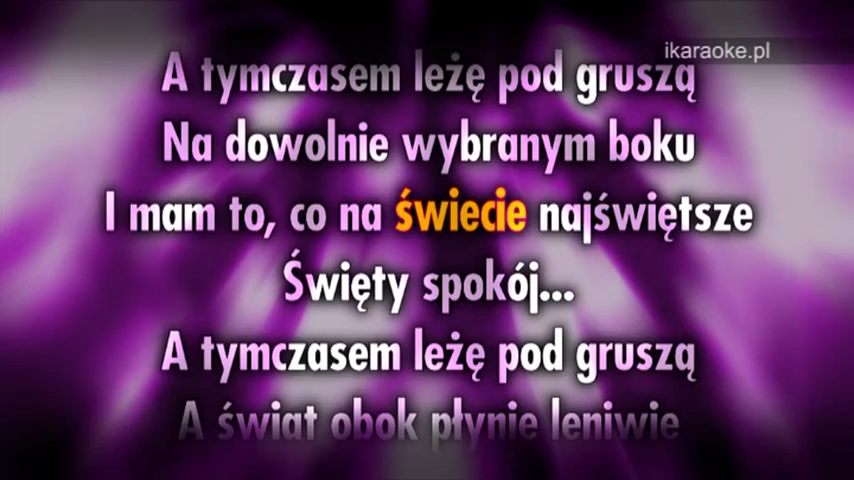 ikaraoke.pl
A tymczasem leżę pod gruszą
Na dowolnie wybranym boku
I mam to, co na świecie najświętsze
Święty spokój...
A tymczasem leżę pod gruszą
A świat obok płynie leniwie